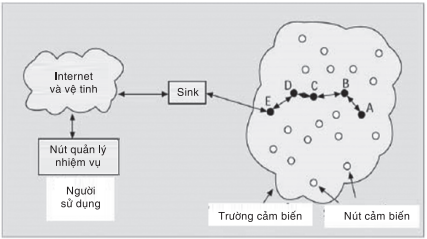 Internet
và vệ tinh
Sink
Nút quản lý
nhiệm vụ
Người
sử dụng
E
D
C
B
A
Trường cảm biến
Nút cảm biến